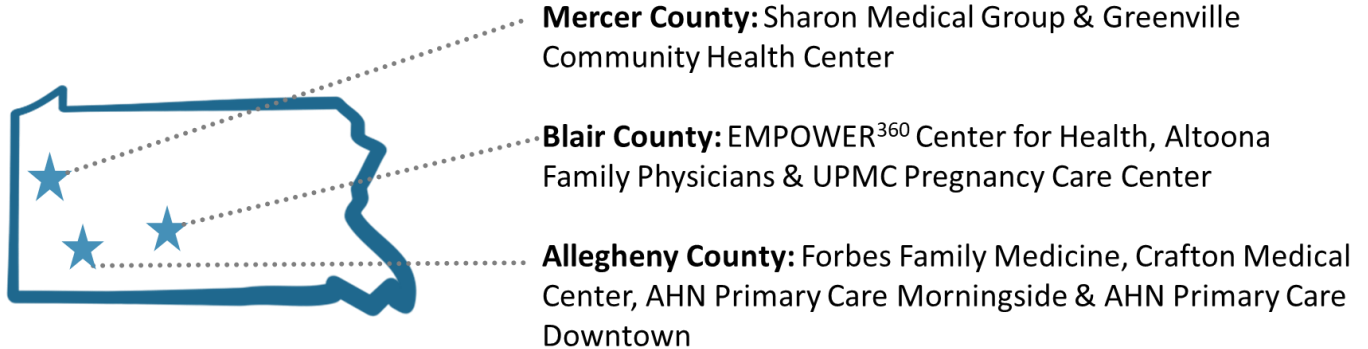 Mercer County: Sharon Medical Group & Greenville
Community Health Center
Blair County: EMPOWER³⁶⁰ Center for Health, Altoona
Family Physicians & UPMC Pregnancy Care Center
Allegheny County: Forbes Family Medicine, Crafton Medical
Center, AHN Primary Care Morningside & AHN Primary Care
Downtown